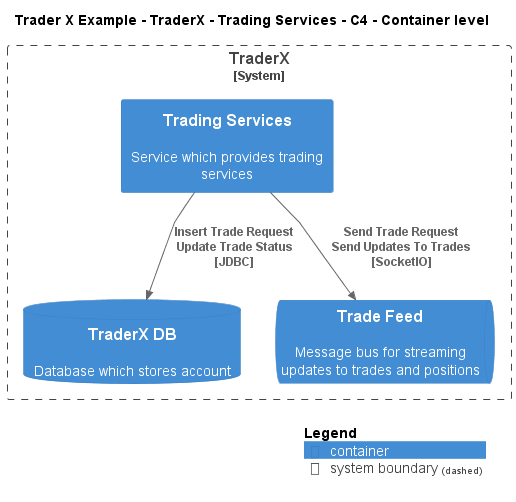 Trader X Example - TraderX - Trading Services - C4 - Container level
TraderX
[System]
Trading Services
Service which provides trading
services
Insert Trade Request
Update Trade Status
[JDBC]
Send Trade Request
Send Updates To Trades
[SocketIO]
TraderX DB
Database which stores account
Trade Feed
Message bus for streaming
updates to trades and positions
Legend
container
system boundary (dashed)